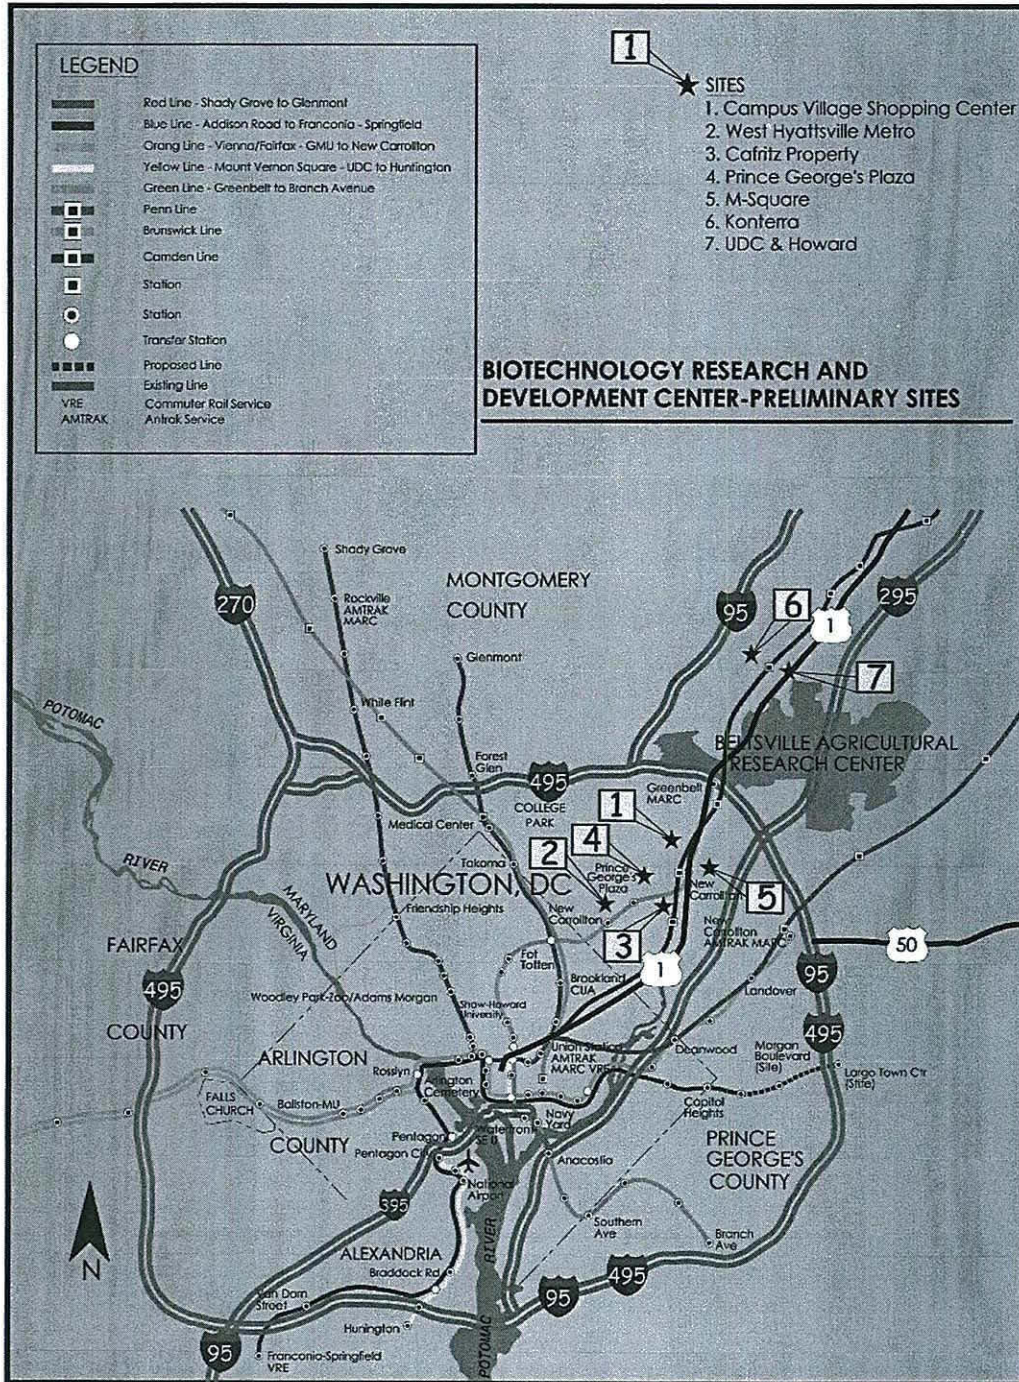 LEGEND
Red Line - Shady Grove to Glenmont
Blue Line - Addison Road to Franconia - Springfield
Orang Line - Vienna/Fairfax - GMU to New Carrollton
Yellow Line - Mount Vernon Square - UDC to Huntington
Green Line - Greenbelt to Branch Avenue
Penn Line
Brunswick Line
Camden Line
Station
Station
Transfer Station
Proposed Line
Existing Line
VRE Commuter Rail Service
AMTRAK Amtrak Service
1
SITES
1. Campus Village Shopping Center
2. West Hyattsville Metro
3. Cafritz Property
4. Prince George's Plaza
5. M-Square
6. Konterra
7. UDC & Howard
BIOTECHNOLOGY RESEARCH AND
DEVELOPMENT CENTER-PRELIMINARY SITES
Shady Grove
MONTGOMERY
COUNTY
270
Rockville
AMTRAK
MARC
95
6
1
295
Glenmont
7
POTOMAC
White Flint
Forest
Glen
BELTSVILLE AGRICULTURAL
RESEARCH CENTER
495
Greenbelt
MARC
COLLEGE
PARK
Medical Center
1
4
2
RIVER
Takoma
Prince
George's
Plaza
WASHINGTON, DC
New
Carrollton
5
MARYLAND
VIRGINIA
Friendship Heights
New
Carrollton
3
New
Carrollton
AMTRAK MARC
FAIRFAX
50
495
Fot
Totten
1
95
Brookland
CUA
Landover
Woodley Park-Zoo/Adams Morgan
Show-Howard
University
COUNTY
495
ARLINGTON
Union Station
AMTRAK
MARC VRE
Deanwood
Morgan
Boulevard
(Site)
Largo Town Ctr
Rosslyn
Arlington
Cemetery
FALLS
CHURCH
Ballston-MU
Capitol
Heights
Navy
Yard
COUNTY
Pentagon
Waterfront
Pentagon City
Anacostia
PRINCE
GEORGE'S
COUNTY
National
Airport
395
Southern
Ave
Branch
Ave
N
ALEXANDRIA
RIVER
Braddock Rd
495
95
Van Dorn
Street
Hunington
95
Franconia-Springfield
VRE
POTOMAC